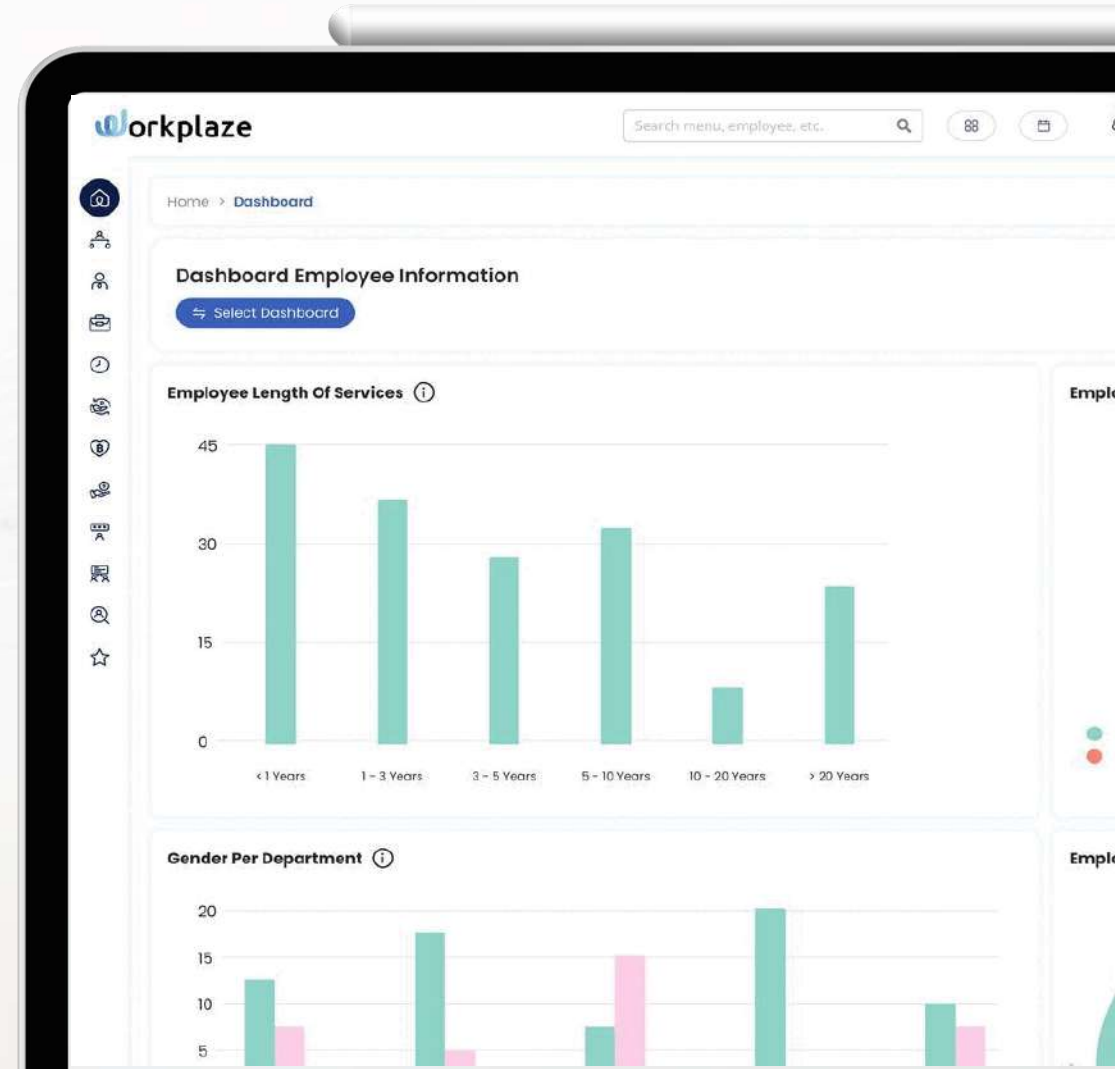 Workplaze
Search menu, employee, etc.
Home > Dashboard
Dashboard Employee Information
Select Dashboard
Employee Length Of Services
45
30
15
0
< 1 Years
1 - 3 Years
3 - 5 Years
5 - 10 Years
10 - 20 Years
> 20 Years
Emplo
Gender Per Department
20
15
10
5
Emplo